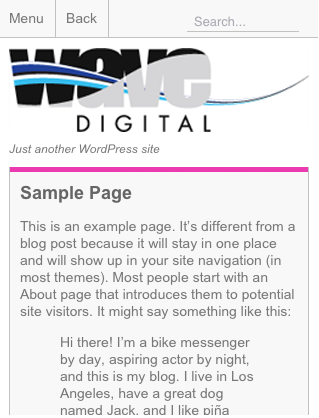 Menu
Back
Search...
wave
DIGITAL
Just another WordPress site
Sample Page
This is an example page. It’s different from a
blog post because it will stay in one place
and will show up in your site navigation (in
most themes). Most people start with an
About page that introduces them to potential
site visitors. It might say something like this:
Hi there! I’m a bike messenger
by day, aspiring actor by night,
and this is my blog. I live in Los
Angeles, have a great dog
named Jack, and I like piña